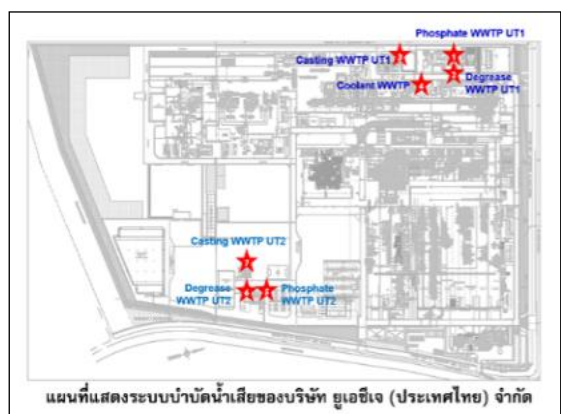 Phosphate WWTP UT1
Casting WWTP UT1
Degrease
WWTP UT1
Coolant WWTP
Casting WWTP UT2
Degrease
WWTP UT2
Phosphate
WWTP UT2
แผนที่แสดงระบบบำบัดน้ำเสียของบริษัท ยูเอซีเจ (ประเทศไทย) จำกัด